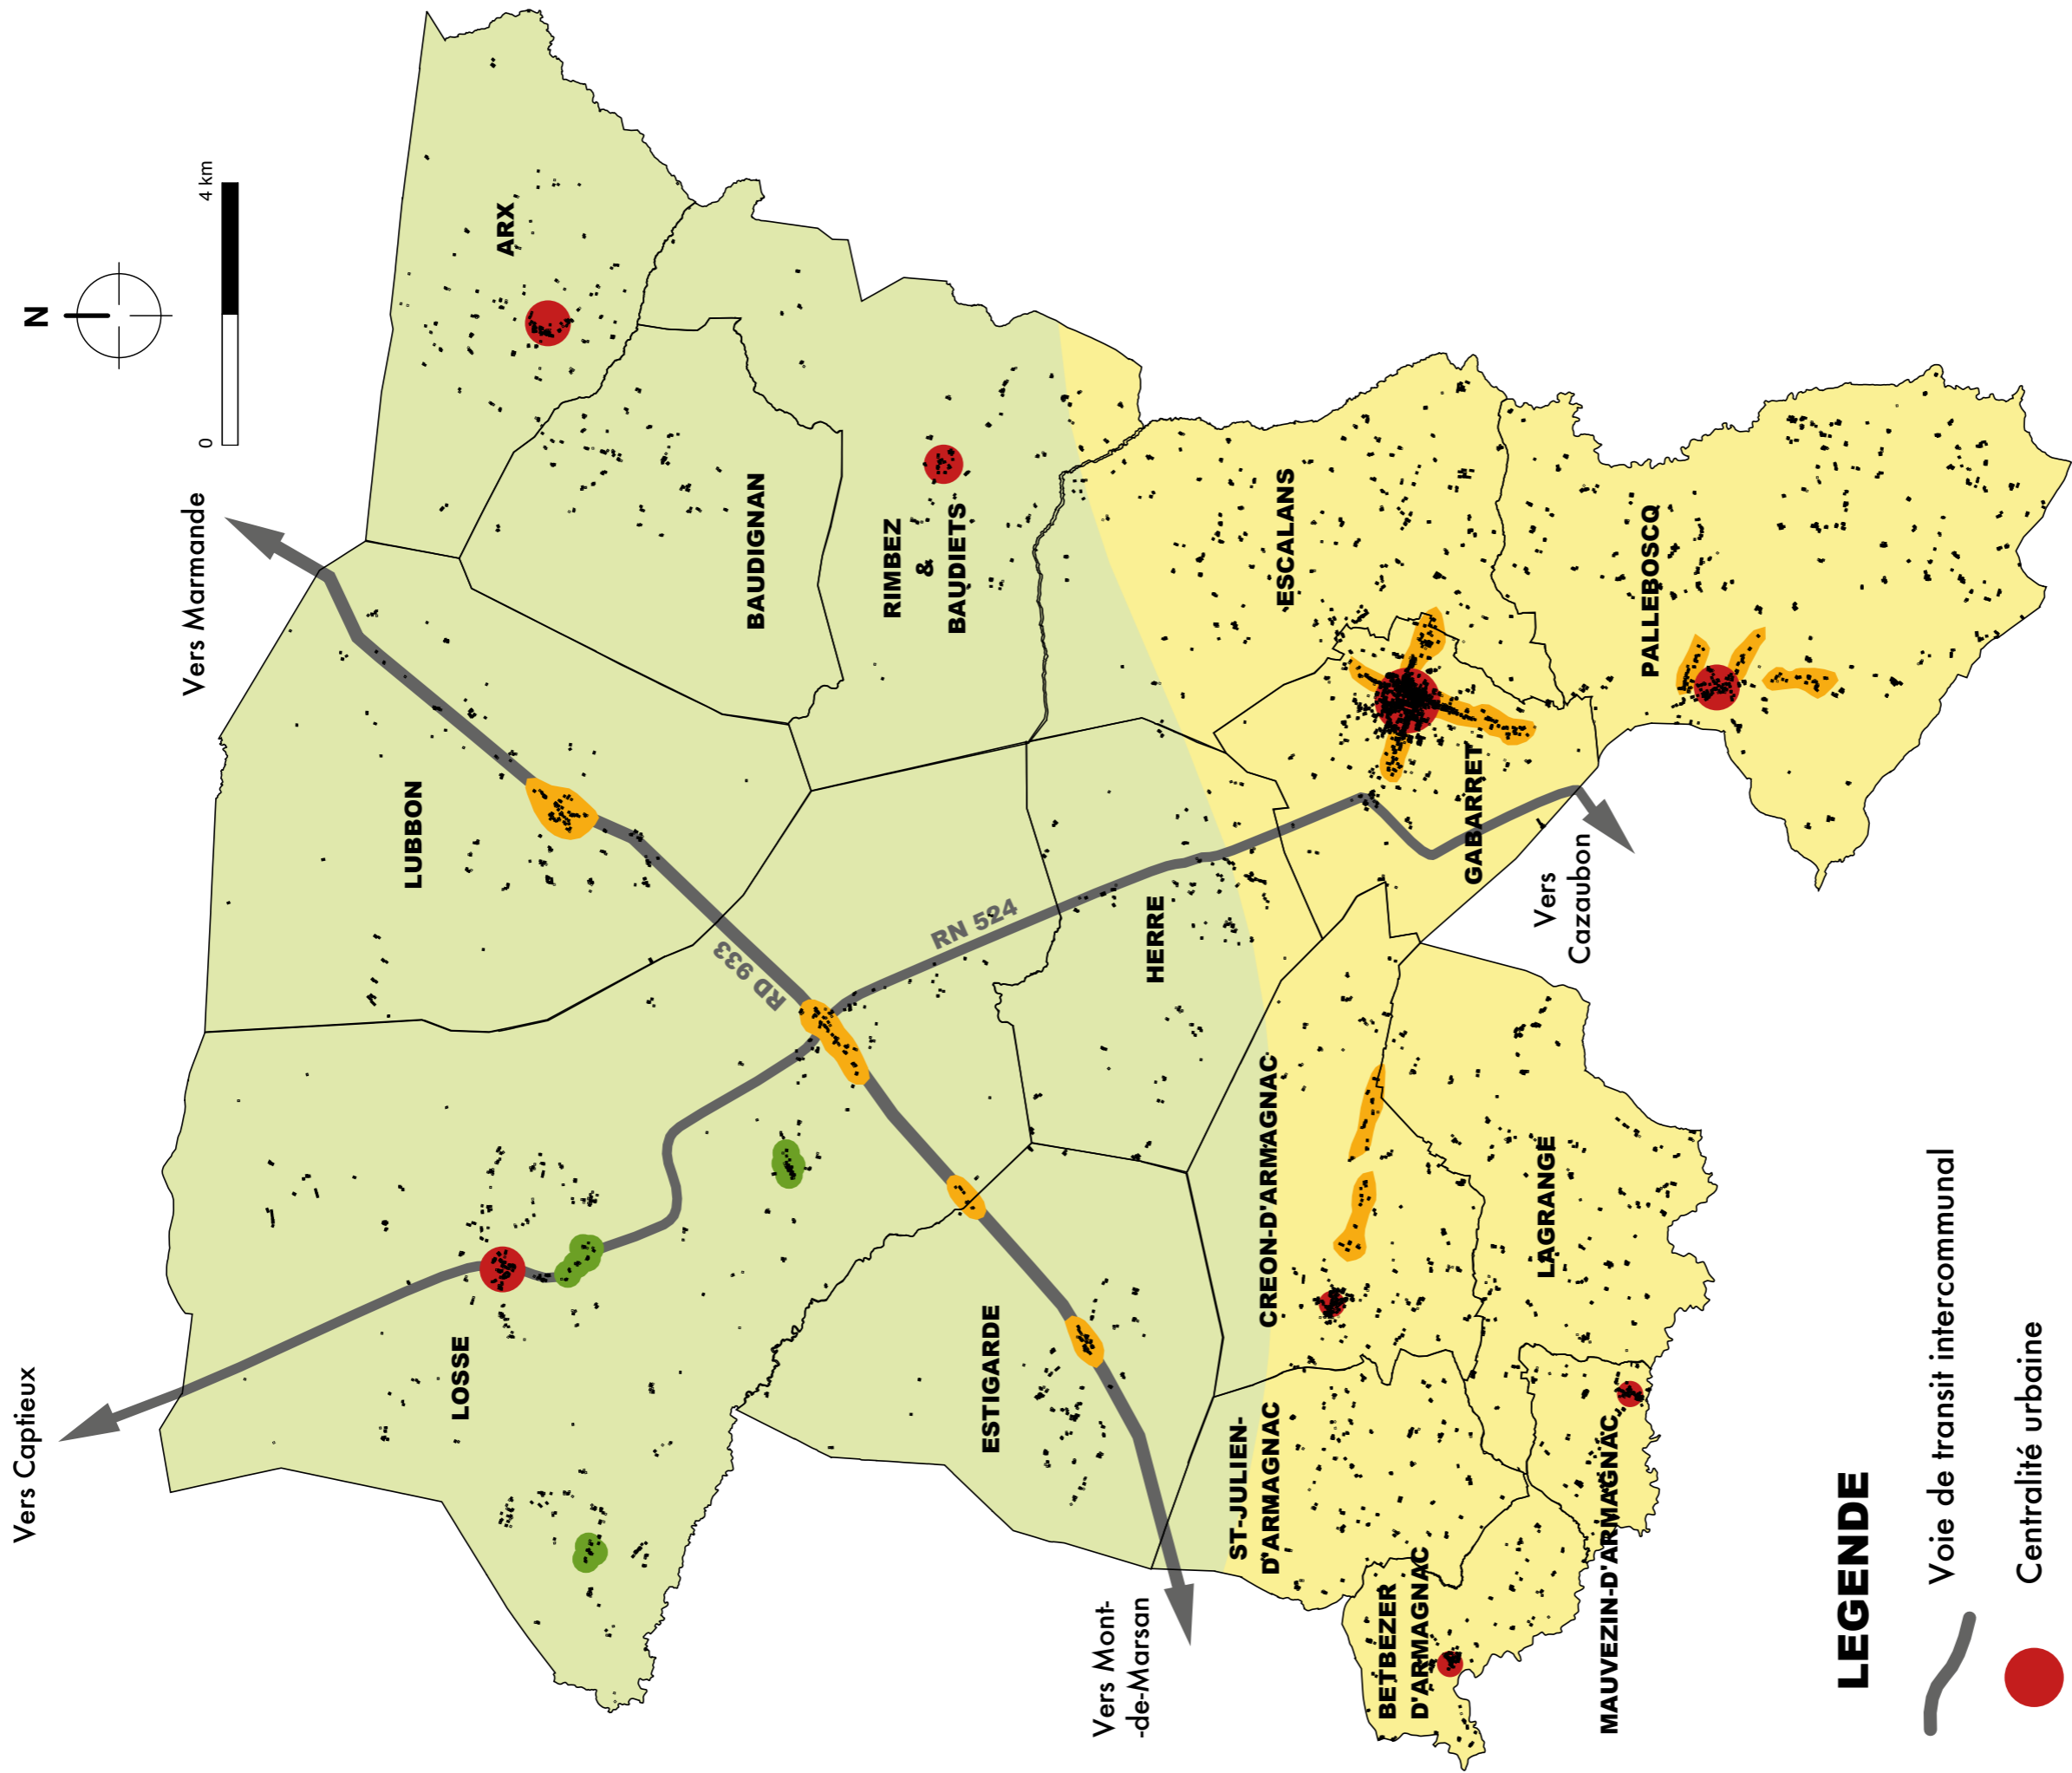 N
0
4 km
Vers Captieux
Vers Marmande
ARX
LUBBON
BAUDIGNAN
LOSSE
RD 933
RIMBEZ
&
BAUDIETS
RN 524
ESTIGARDE
HERRE
Vers Mont-
-de-Marsan
ST-JULIEN-
D'ARMAGNAC
CREON-D'ARMAGNAC
ESCALANS
BETBEZER
D'ARMAGNAC
GABARRET
LAGRANGE
Vers
Cazaubon
MAUVEZIN-D'ARMAGNAC
PALLEBOSCQ
LEGENDE
Voie de transit intercommunal
Centralité urbaine